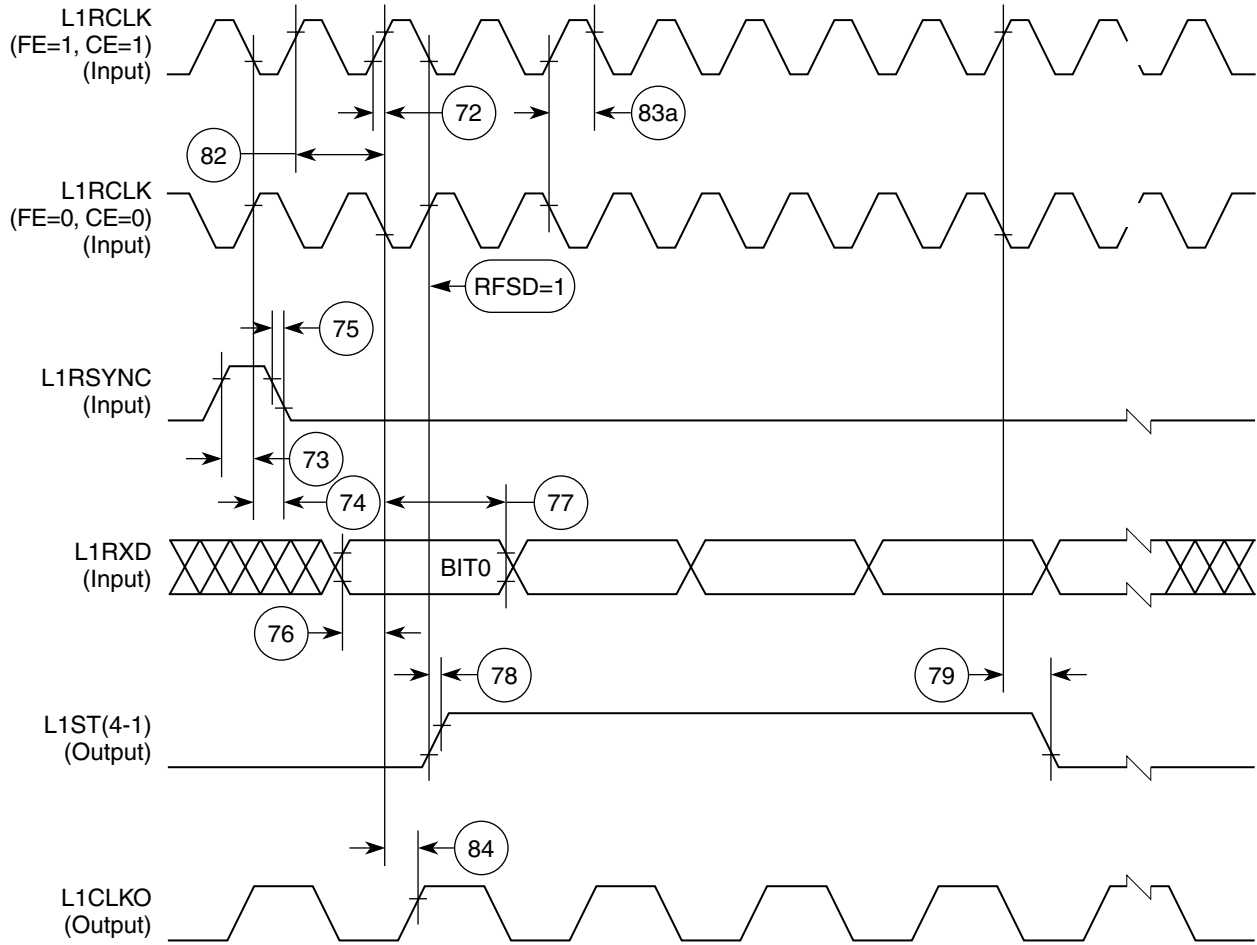 L1RCLK
(FE=1, CE=1)
(Input)
72
83a
82
L1RCLK
(FE=0, CE=0)
(Input)
RFSD=1
75
L1RSYNC
(Input)
73
74
77
L1RXD
(Input)
BIT0
76
78
79
L1ST(4-1)
(Output)
84
L1CLKO
(Output)